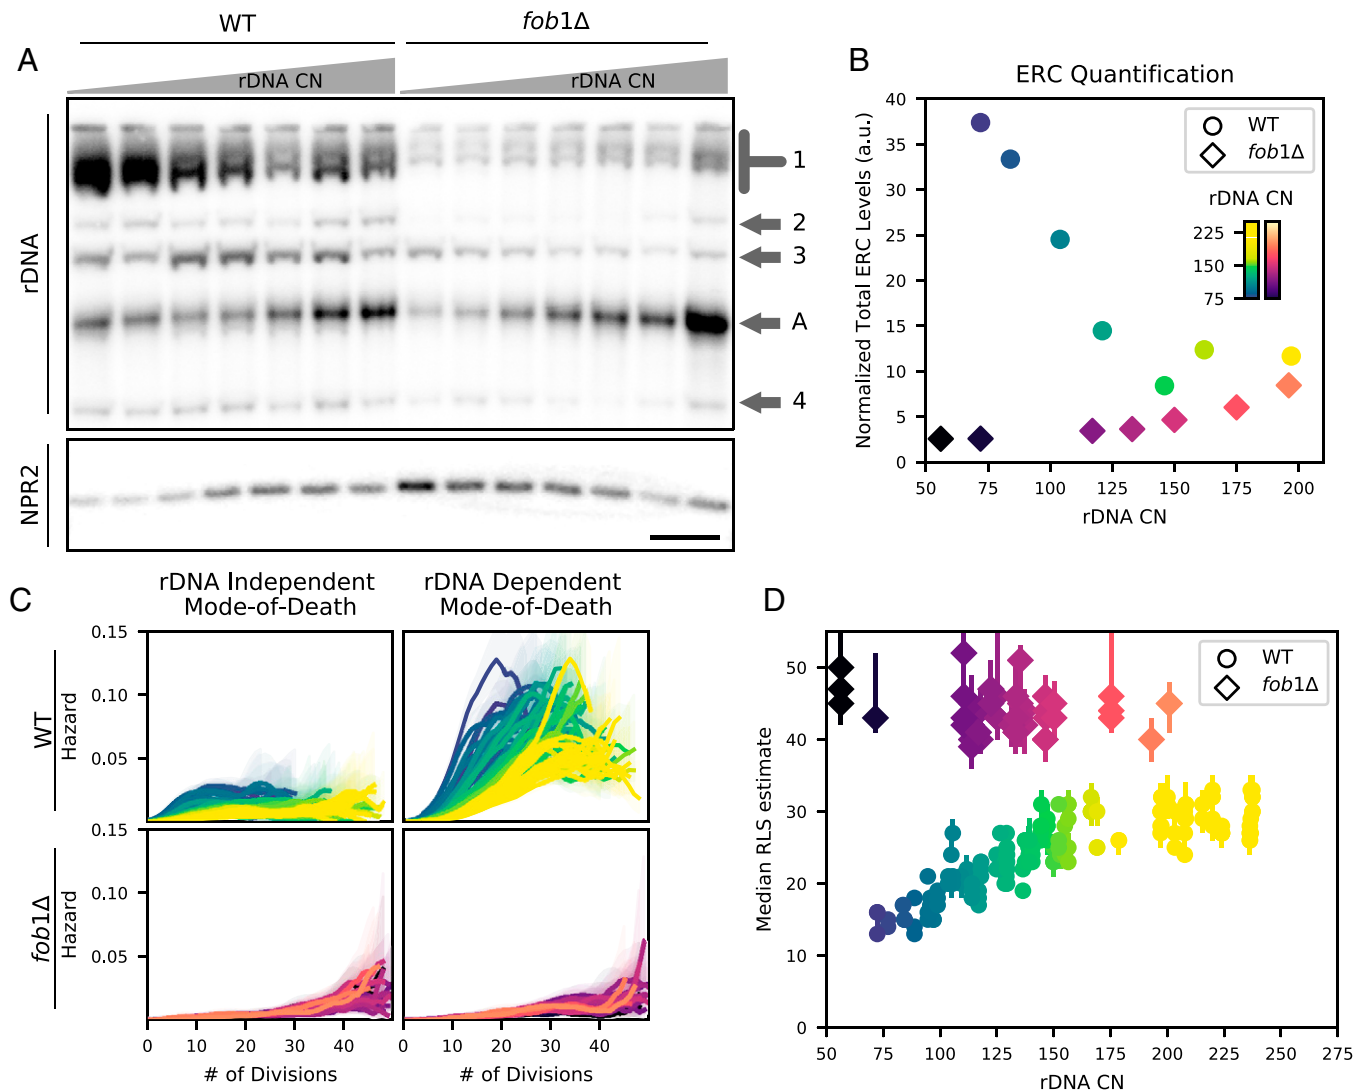 A
WT
fob1Δ
rDNA CN
rDNA CN
rDNA
1
2
3
A
4
NPR2
B
ERC Quantification
Normalized Total ERC Levels (a.u.)
40
35
30
25
20
15
10
5
0
WT
fob1Δ
rDNA CN
225
150
75
50
75
100
125
150
175
200
rDNA CN
C
rDNA Independent
Mode-of-Death
rDNA Dependent
Mode-of-Death
WT
Hazard
0.15
0.10
0.05
fob1Δ
Hazard
0.15
0.10
0.05
0
10
20
30
40
0
10
20
30
40
# of Divisions
# of Divisions
D
Median RLS estimate
50
40
30
20
10
0
WT
fob1Δ
50
75
100
125
150
175
200
225
250
275
rDNA CN